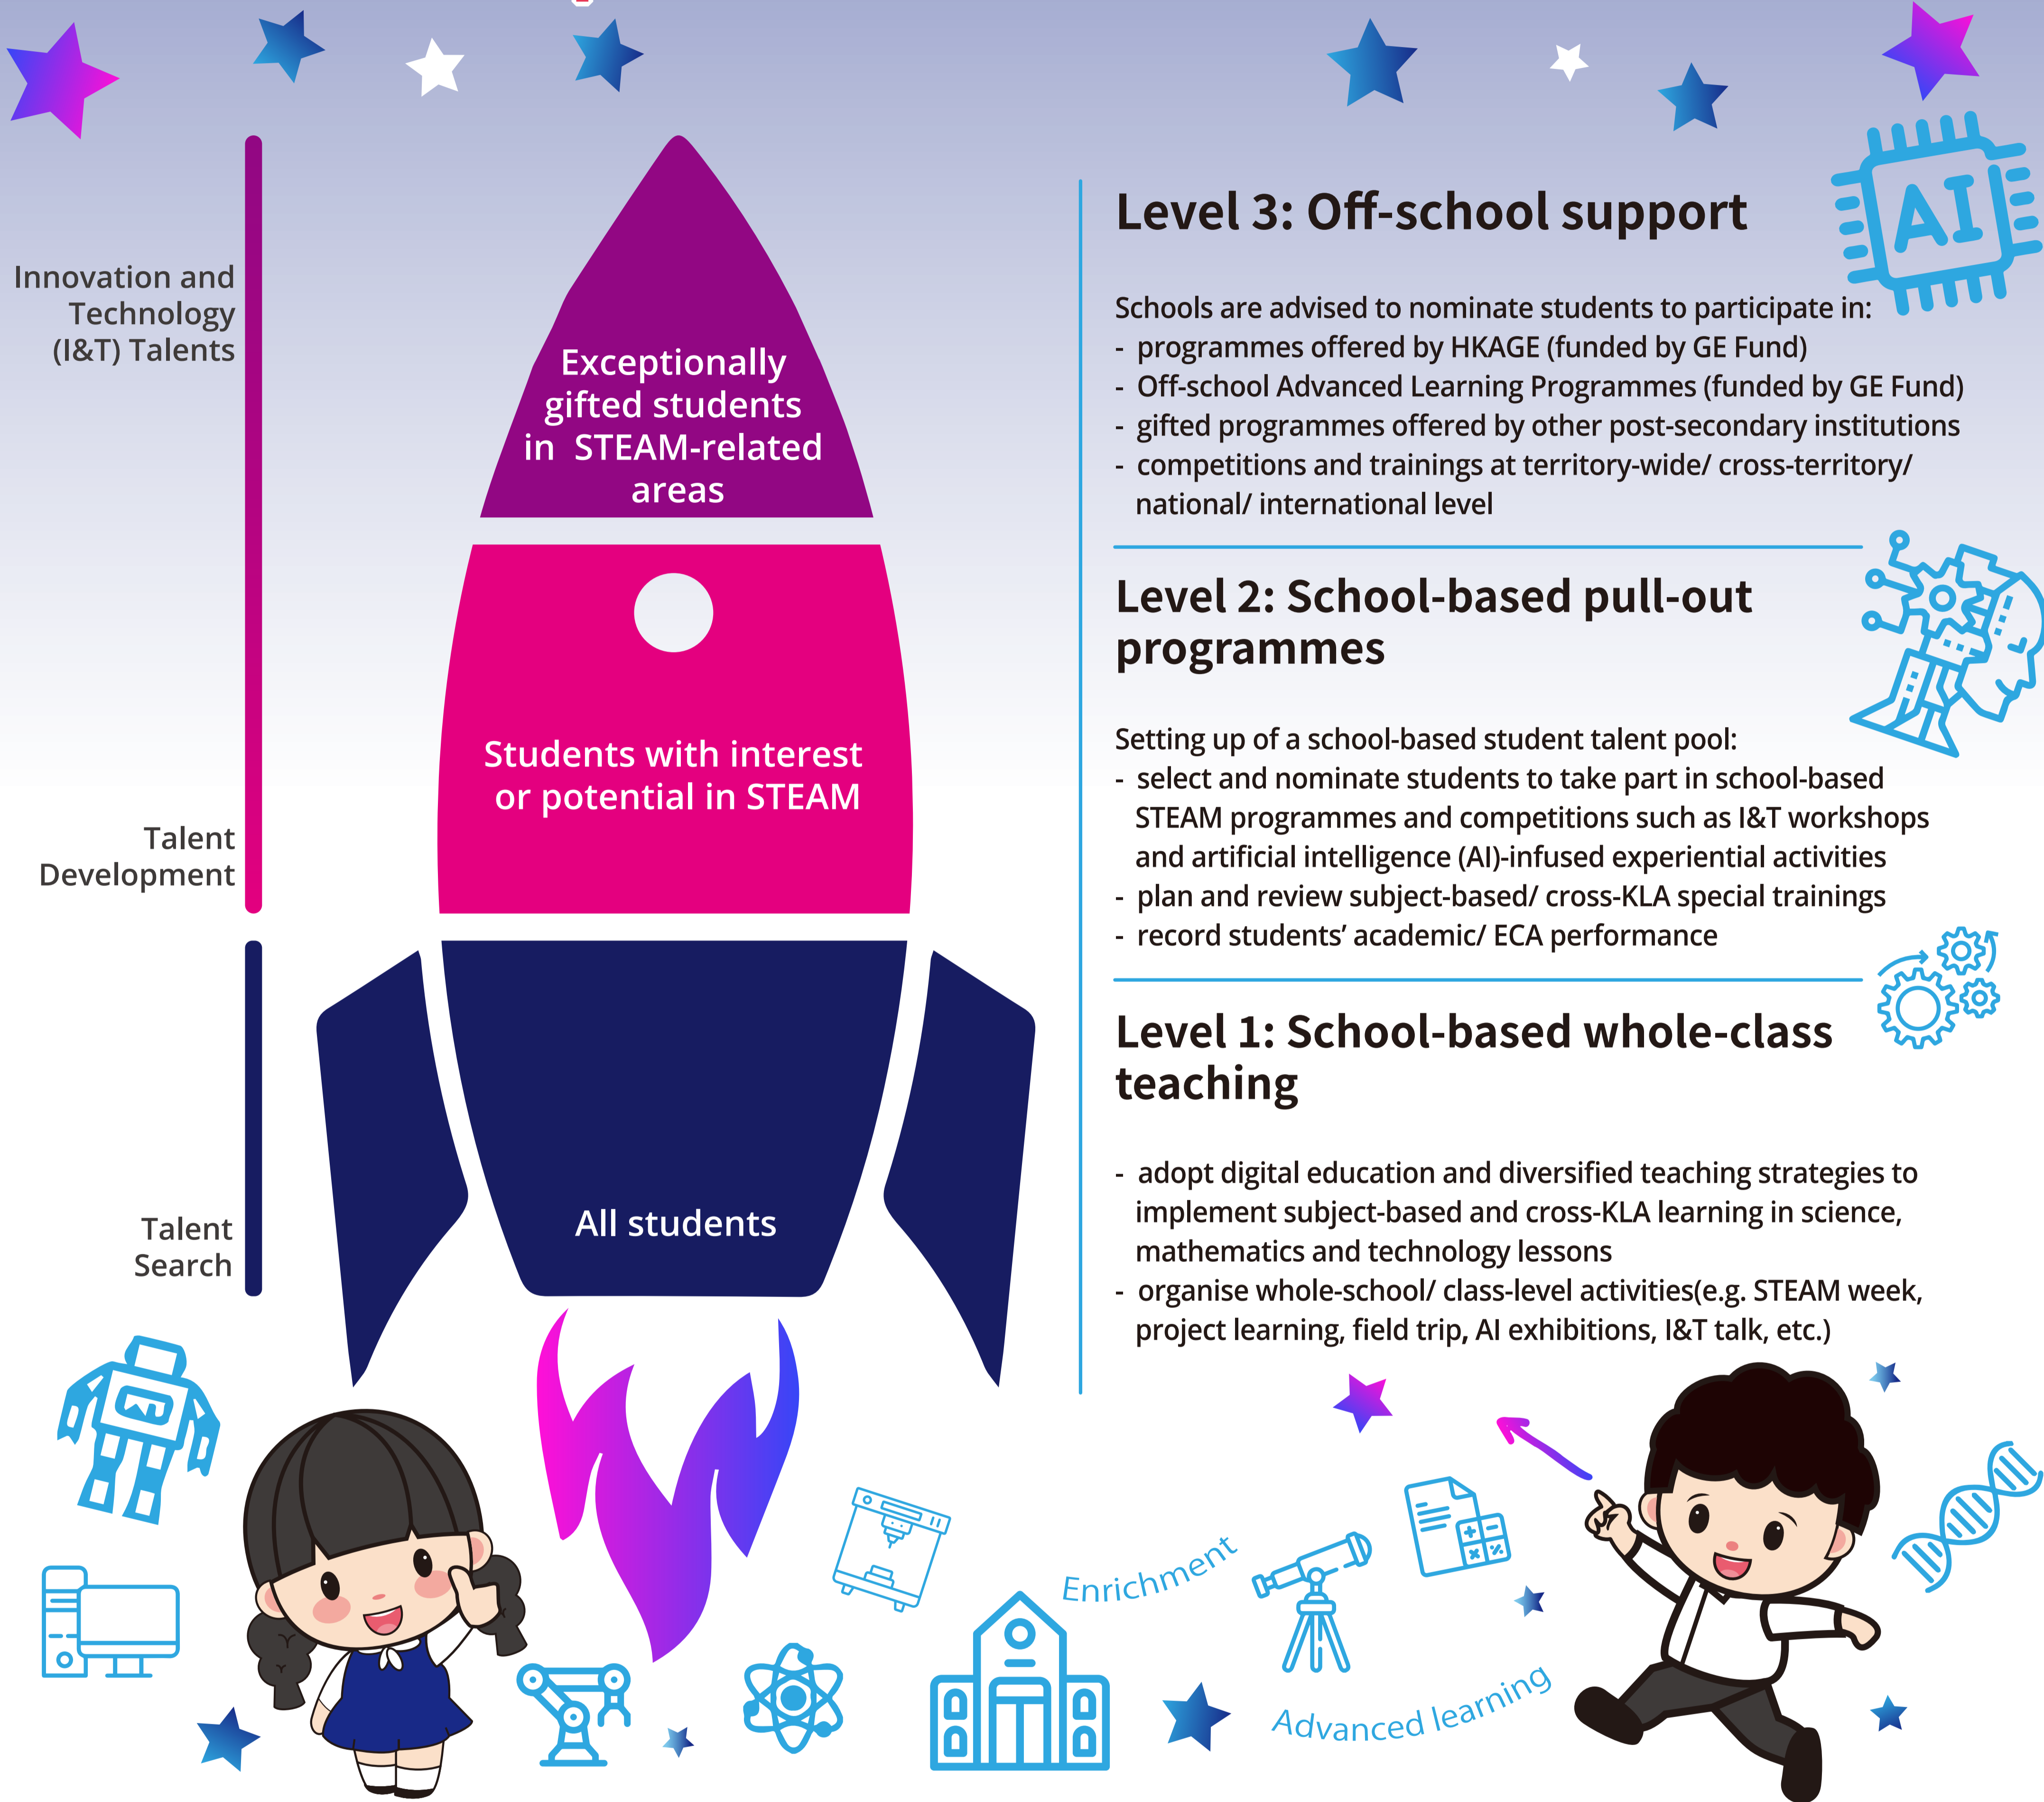 Innovation and
Technology
(I&T) Talents
Talent
Development
Talent
Search
Exceptionally
gifted students
in STEAM-related
areas
Students with interest
or potential in STEAM
All students
Level 3: Off-school support
Schools are advised to nominate students to participate in:
- programmes offered by HKAGE (funded by GE Fund)
- Off-school Advanced Learning Programmes (funded by GE Fund)
- gifted programmes offered by other post-secondary institutions
- competitions and trainings at territory-wide/ cross-territory/
national/ international level
AI
Level 2: School-based pull-out
programmes
Setting up of a school-based student talent pool:
- select and nominate students to take part in school-based
STEAM programmes and competitions such as I&T workshops
and artificial intelligence (AI)-infused experiential activities
- plan and review subject-based/ cross-KLA special trainings
- record students’ academic/ ECA performance
Level 1: School-based whole-class
teaching
- adopt digital education and diversified teaching strategies to
implement subject-based and cross-KLA learning in science,
mathematics and technology lessons
- organise whole-school/ class-level activities(e.g. STEAM week,
project learning, field trip, AI exhibitions, I&T talk, etc.)
Enrichment
Advanced learning